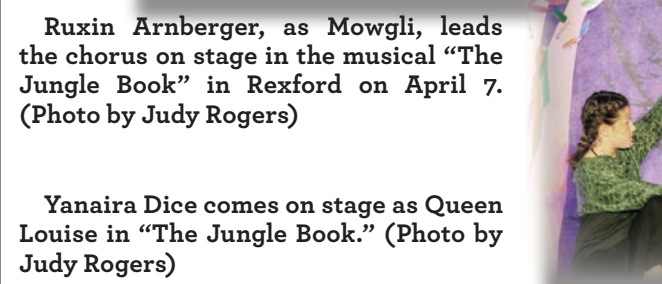 Ruxin Arnberger, as Mowgli, leads
the chorus on stage in the musical “The
Jungle Book” in Rexford on April 7.
(Photo by Judy Rogers)
Yanaira Dice comes on stage as Queen
Louise in “The Jungle Book.” (Photo by
Judy Rogers)